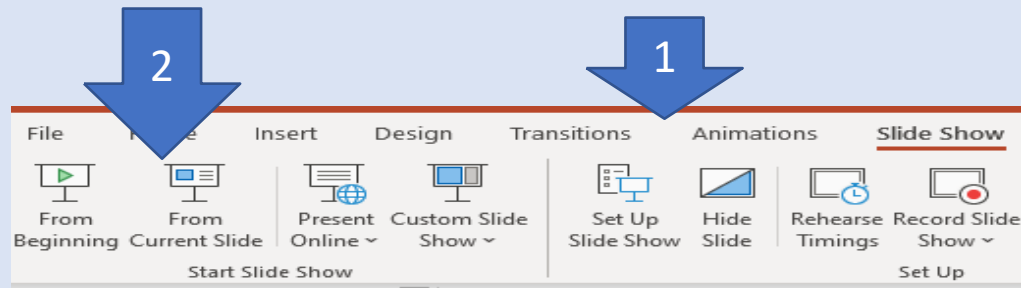 2
1
File Insert Design Transitions Animations Slide Show
From From Present Custom Slide Set Up Hide Rehearse Record Slide
Beginning Current Slide Online Show Slide Show Slide Timings Show
Start Slide Show Set Up